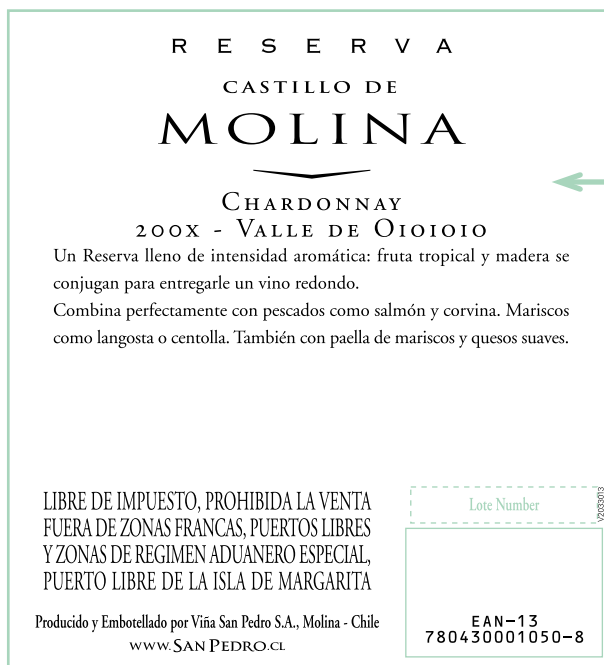 RESERVA
CASTILLO DE
MOLINA
CHARDONNAY
200X - VALLE DE OIOIOIO
Un Reserva lleno de intensidad aromática: fruta tropical y madera se
conjugan para entregarle un vino redondo.
Combina perfectamente con pescados como salmón y corvina. Mariscos
como langosta o centolla. También con paella de mariscos y quesos suaves.
LIBRE DE IMPUESTO, PROHIBIDA LA VENTA
FUERA DE ZONAS FRANCAS, PUERTOS LIBRES
Y ZONAS DE REGIMEN ADUANERO ESPECIAL,
PUERTO LIBRE DE LA ISLA DE MARGARITA
Producido y Embotellado por Viña San Pedro S.A., Molina - Chile
WWW.SAN PEDRO.CL
Lote Number
V2033013
EAN-13
780430001050-8